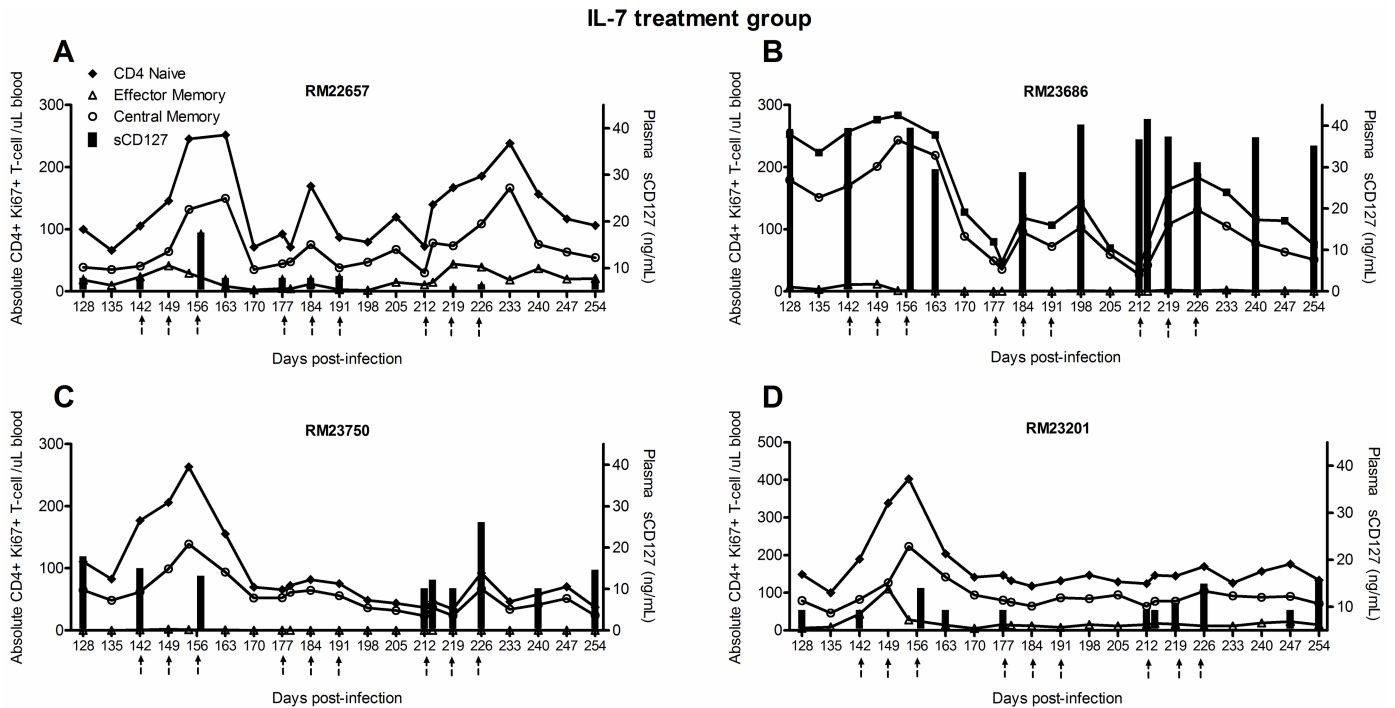 IL-7 treatment group
A
CD4 Naive
Effector Memory
Central Memory
sCD127
RM22657
Absolute CD4+ Ki67+ T-cell /uL blood
300
200
100
0
40
30
20
10
Plasma sCD127 (ng/mL)
128 135 142 149 156 163 170 177 184 191 198 205 212 219 226 233 240 247 254
Days post-infection
B
RM23686
Absolute CD4+ Ki67+ T-cell /uL blood
300
200
100
0
40
30
20
10
0
Plasma sCD127 (ng/mL)
128 135 142 149 156 163 170 177 184 191 198 205 212 219 226 233 240 247 254
Days post-infection
C
RM23750
Absolute CD4+ Ki67+ T-cell /uL blood
300
200
100
0
40
30
20
10
0
Plasma sCD127 (ng/mL)
128 135 142 149 156 163 170 177 184 191 198 205 212 219 226 233 240 247 254
Days post-infection
D
RM23201
Absolute CD4+ Ki67+ T-cell /uL blood
500
400
300
200
100
0
40
30
20
10
Plasma sCD127 (ng/mL)
128 135 142 149 156 163 170 177 184 191 198 205 212 219 226 233 240 247 254
Days post-infection